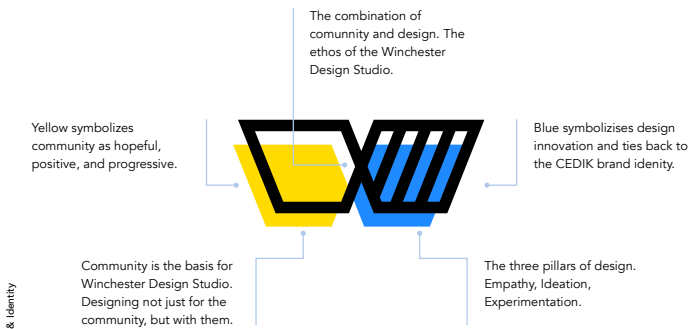 The combination of
comunnity and design. The
ethos of the Winchester
Design Studio.
Yellow symbolizes
community as hopeful,
positive, and progressive.
Blue symbolizises design
innovation and ties back to
the CEDIK brand idenity.
Community is the basis for
Winchester Design Studio.
Designing not just for the
community, but with them.
The three pillars of design.
Empathy, Ideation,
Experimentation.
& Identity